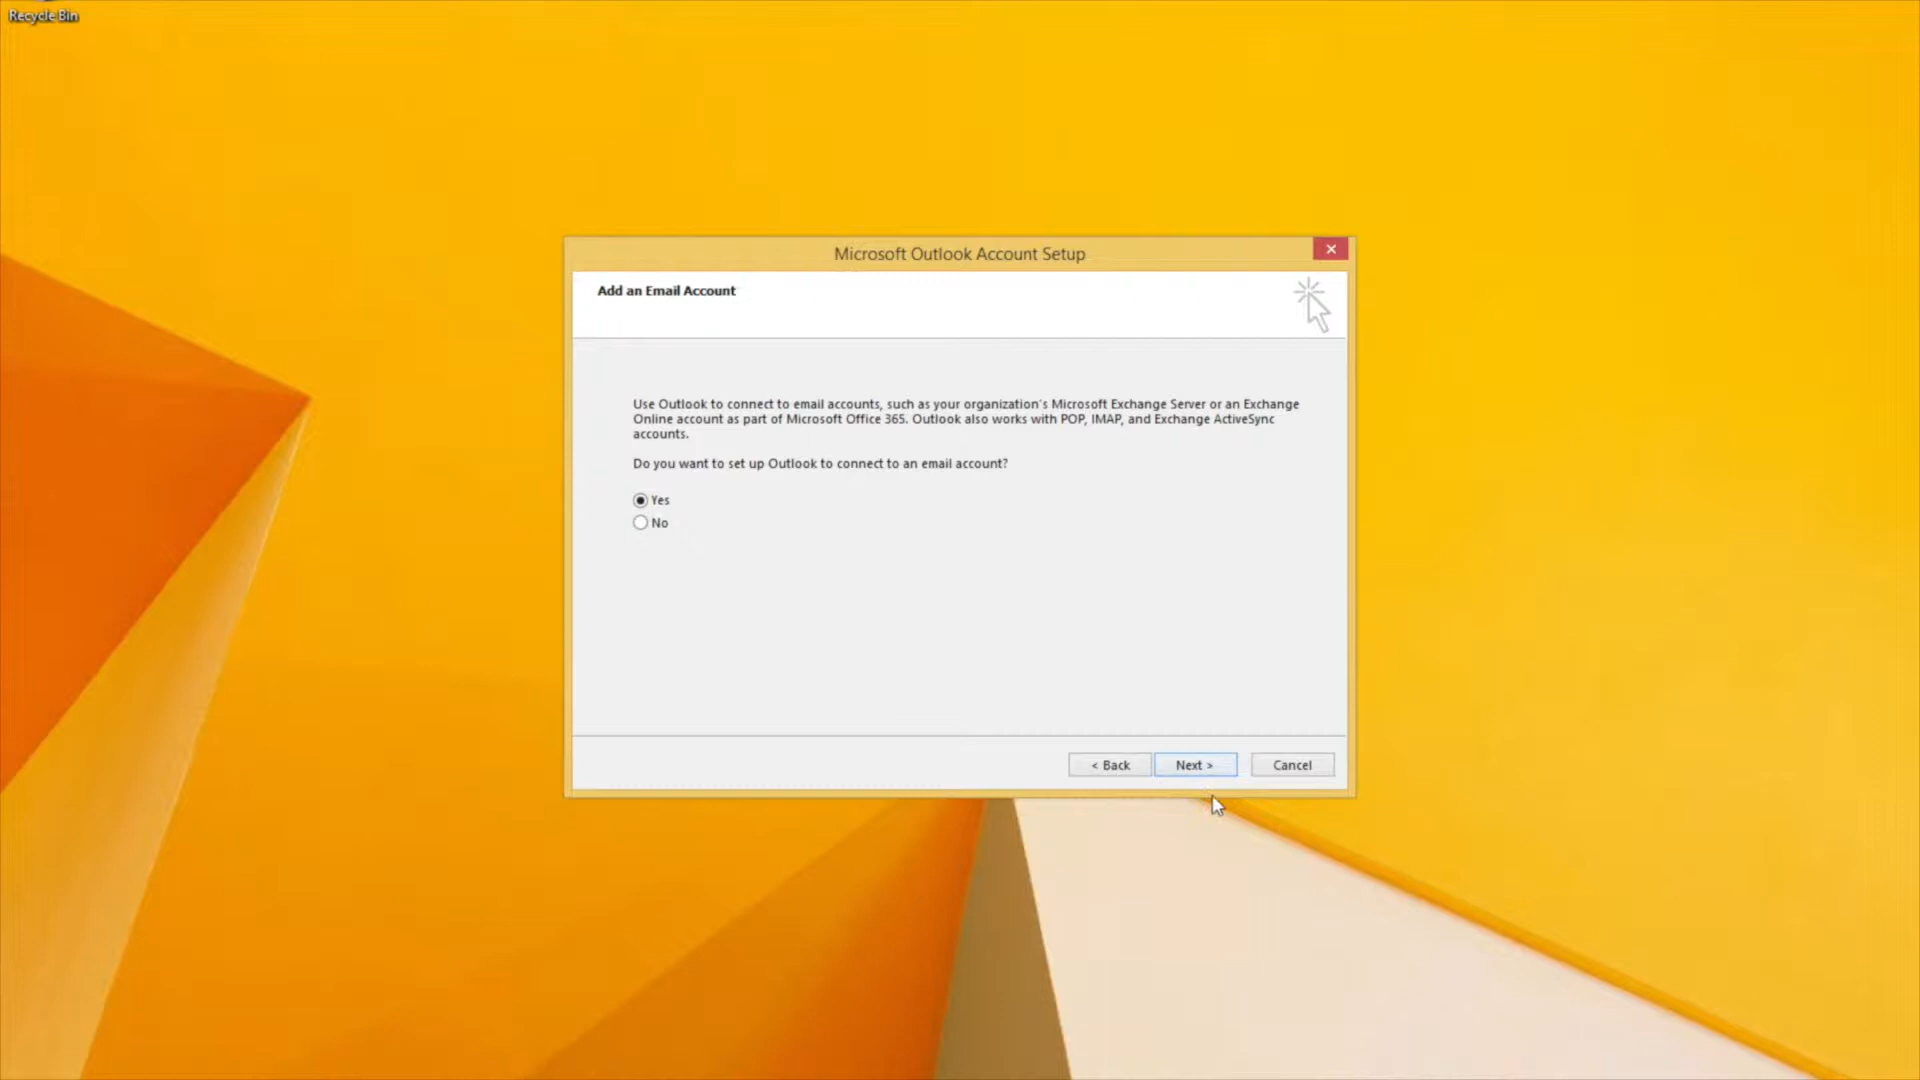 Recycle Bin
Microsoft Outlook Account Setup
Add an Email Account
Use Outlook to connect to email accounts, such as your organization's Microsoft Exchange Server or an Exchange
Online account as part of Microsoft Office 365. Outlook also works with POP, IMAP, and Exchange ActiveSync
accounts.
Do you want to set up Outlook to connect to an email account?
Yes
No
< Back
Next >
Cancel